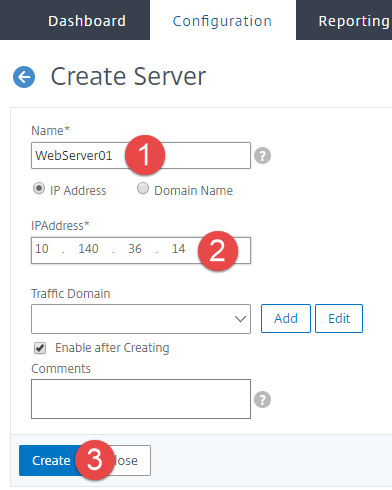 Dashboard Configuration Reporting
Create Server
Name*
WebServer01 1 ?
IP Address Domain Name
IPAddress*
10 . 140 . 36 . 14 2
Traffic Domain
Add Edit
Enable after Creating
Comments
?
Create 3 lose